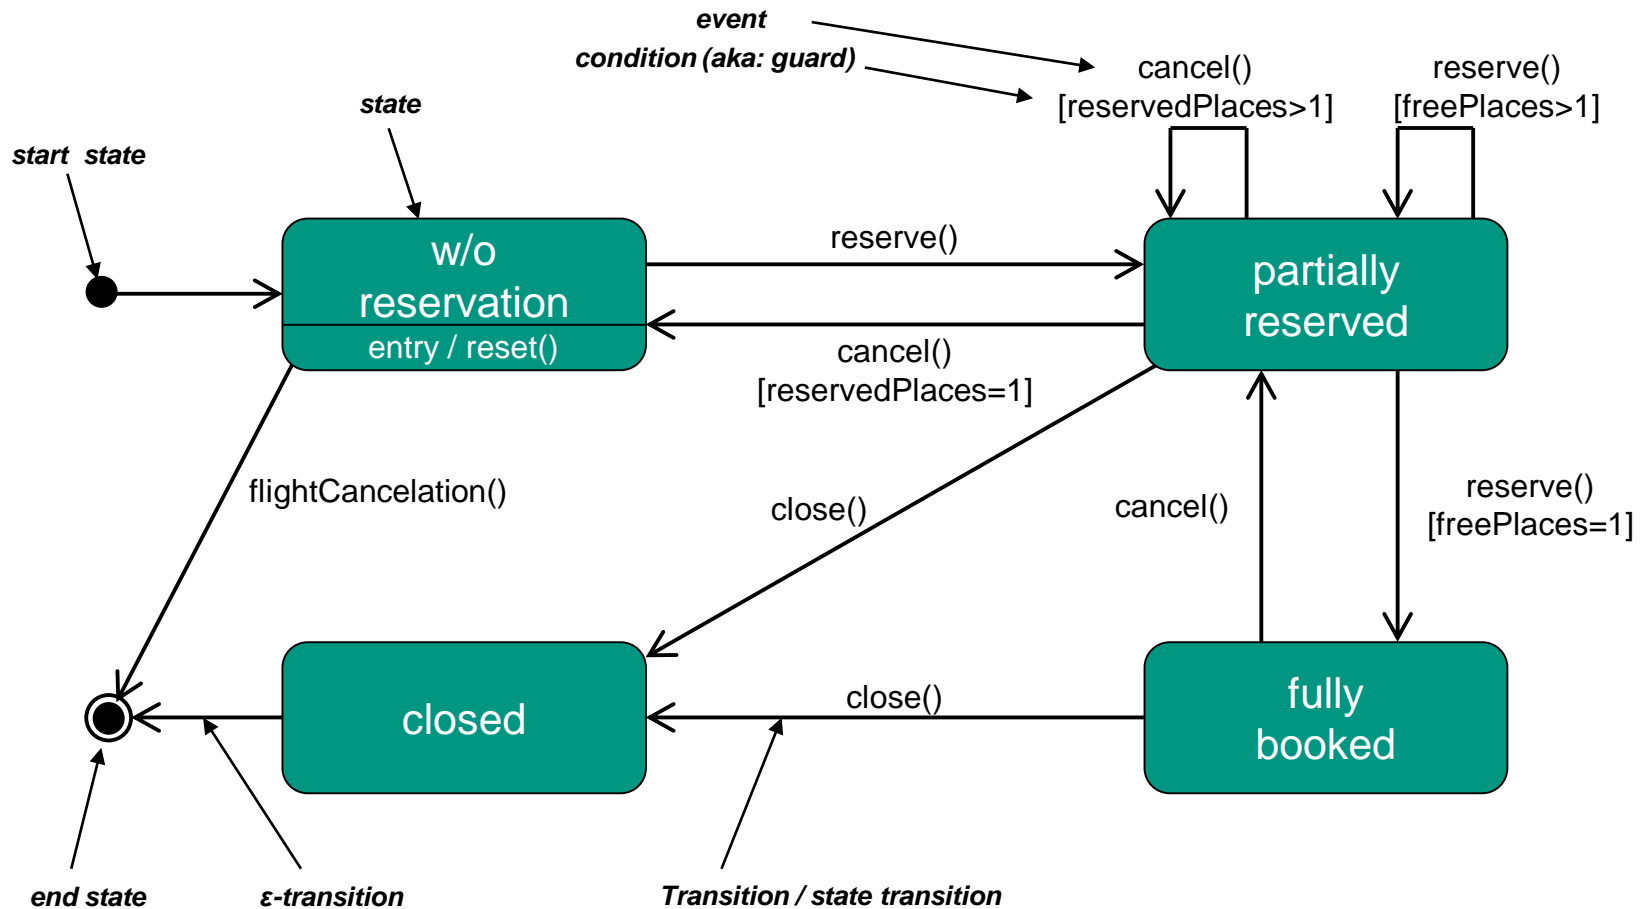 event
condition (aka: guard)
cancel()
[reservedPlaces>1]
reserve()
[freePlaces>1]
state
start state
w/o
reservation
entry / reset()
reserve()
partially
reserved
cancel()
[reservedPlaces=1]
flightCancelation()
close()
cancel()
reserve()
[freePlaces=1]
closed
close()
fully
booked
end state
ε-transition
Transition / state transition